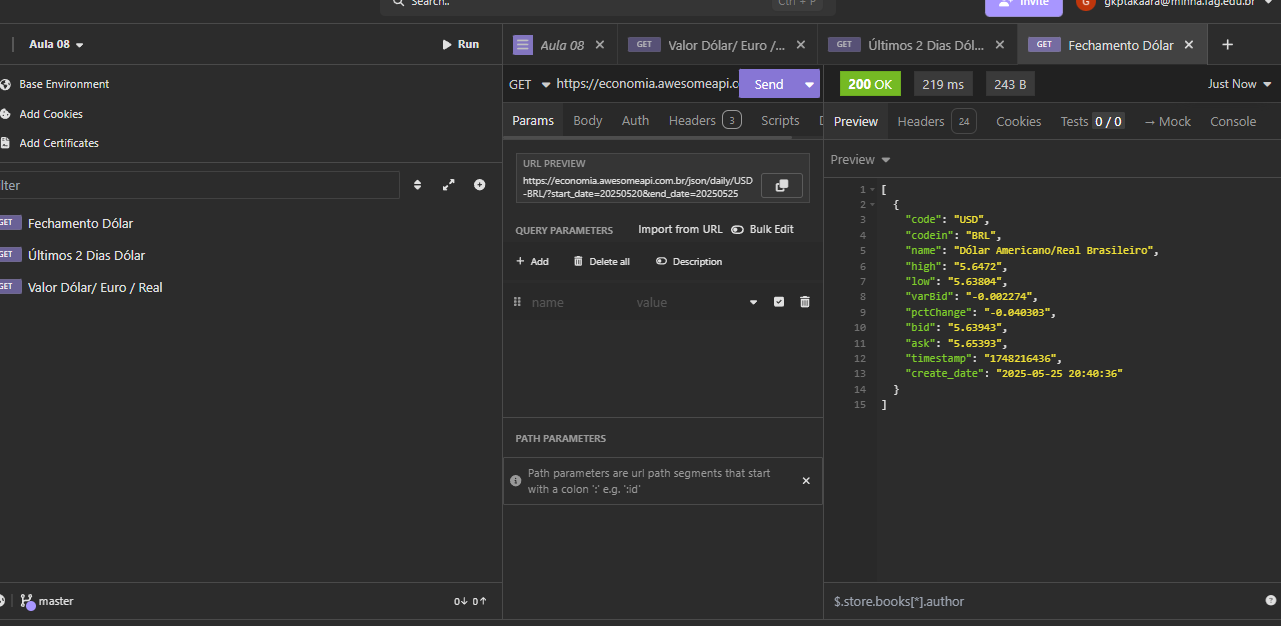 Search..
Ctrl + P
Invite
G
gkptakaara@minha.fag.edu.br
Aula 08
Run
Base Environment
Add Cookies
Add Certificates
GET Fechamento Dólar
GET Últimos 2 Dias Dólar
GET Valor Dólar/ Euro / Real
master
0 0
Aula 08
GET Valor Dólar/ Euro /...
GET Últimos 2 Dias Dól...
GET Fechamento Dólar
GET https://economia.awesomeapi.c
Send
Params Body Auth Headers 3 Scripts
URL PREVIEW
https://economia.awesomeapi.com.br/json/daily/USD
-BRL/?start_date=20250520&end_date=20250525
QUERY PARAMETERS Import from URL Bulk Edit
+ Add Delete all Description
name value
PATH PARAMETERS
Path parameters are url path segments that start
with a colon ':' e.g. ':id'
200 OK 219 ms 243 B Just Now
Preview Headers 24 Cookies Tests 0 / 0 → Mock Console
Preview
1 [
2 {
3 "code": "USD",
4 "codein": "BRL",
5 "name": "Dólar Americano/Real Brasileiro",
6 "high": "5.6472",
7 "low": "5.63804",
8 "varBid": "-0.002274",
9 "pctChange": "-0.040303",
10 "bid": "5.63943",
11 "ask": "5.65393",
12 "timestamp": "1748216436",
13 "create_date": "2025-05-25 20:40:36"
14 }
15 ]
$.store.books[*].author